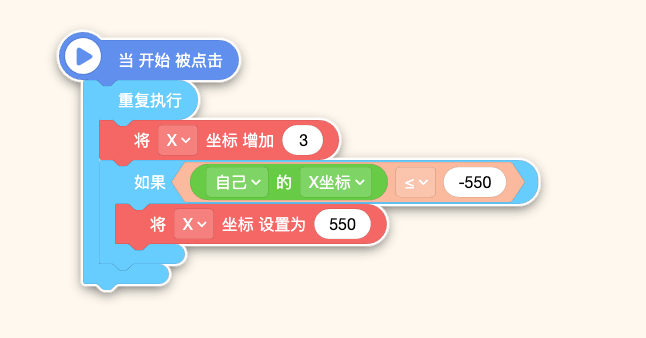 当 开始 被点击
重复执行
将 X 坐标 增加 3
如果 自己 的 X坐标 ≤ -550
将 X 坐标 设置为 550